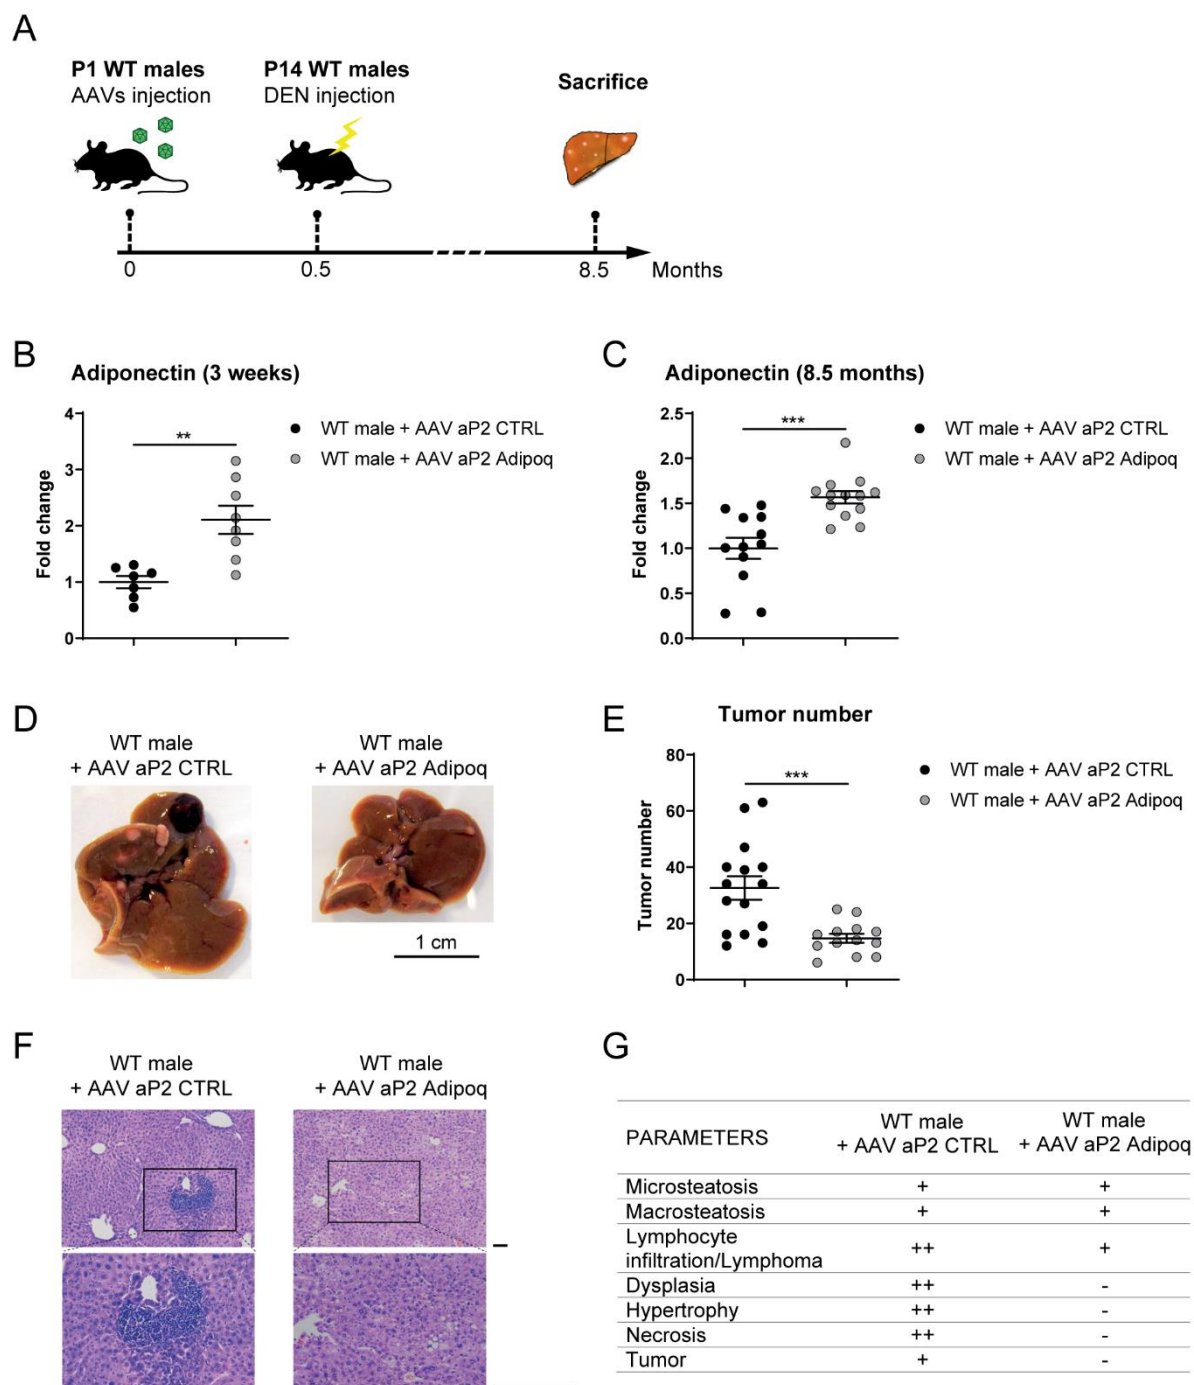 A
P1 WT males
AAVs injection
P14 WT males
DEN injection
Sacrifice
0
0.5
8.5
Months
B
Adiponectin (3 weeks)
Fold change
4
3
2
1
0
**
WT male + AAV aP2 CTRL
WT male + AAV aP2 Adipoq
C
Adiponectin (8.5 months)
Fold change
2.5
2.0
1.5
1.0
0.5
0.0
***
WT male + AAV aP2 CTRL
WT male + AAV aP2 Adipoq
D
WT male
+ AAV aP2 CTRL
WT male
+ AAV aP2 Adipoq
1 cm
E
Tumor number
Tumor number
80
60
40
20
0
***
WT male + AAV aP2 CTRL
WT male + AAV aP2 Adipoq
F
WT male
+ AAV aP2 CTRL
WT male
+ AAV aP2 Adipoq
G
PARAMETERS
WT male
+ AAV aP2 CTRL
WT male
+ AAV aP2 Adipoq
Microsteatosis + +
Macrosteatosis + +
Lymphocyte
infiltration/Lymphoma ++ +
Dysplasia ++ -
Hypertrophy ++ -
Necrosis ++ -
Tumor + -